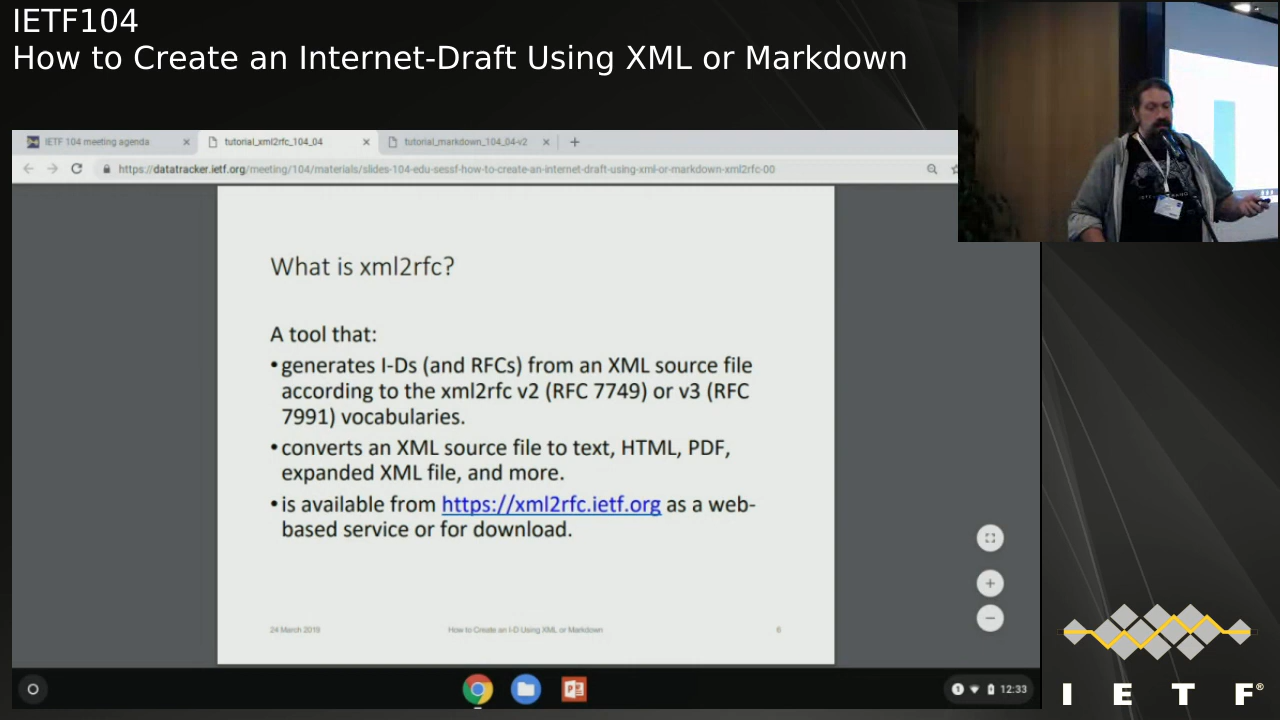 IETF104
How to Create an Internet-Draft Using XML or Markdown
IETF 104 meeting agenda
tutorial_xml2rfc_104_04
tutorial_markdown_104_04-v2
https://datatracker.ietf.org/meeting/104/materials/slides-104-edu-sessf-how-to-create-an-internet-draft-using-xml-or-markdown-xml2rfc-00
What is xml2rfc?
A tool that:
•generates I-Ds (and RFCs) from an XML source file
according to the xml2rfc v2 (RFC 7749) or v3 (RFC
7991) vocabularies.
•converts an XML source file to text, HTML, PDF,
expanded XML file, and more.
•is available from https://xml2rfc.ietf.org as a web-
based service or for download.
24 March 2019
How to Create an I-D Using XML or Markdown
6
12:33
I E T F®